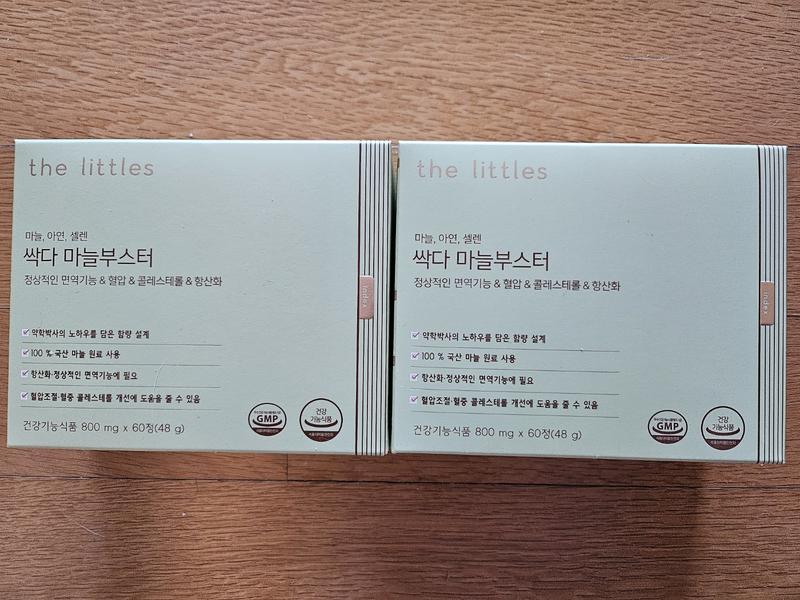 the littles
마늘, 아연, 셀렌
싹다 마늘부스터
정상적인 면역기능 & 혈압 & 콜레스테롤 & 항산화
약학박사의 노하우를 담은 함량 설계
100 % 국산 마늘 원료 사용
항산화·정상적인 면역기능에 필요
혈압조절·혈중 콜레스테롤 개선에 도움을 줄 수 있음
건강기능식품 800 mg x 60정(48 g)
GMP
건강
기능식품
Index
the littles
마늘, 아연, 셀렌
싹다 마늘부스터
정상적인 면역기능 & 혈압 & 콜레스테롤 & 항산화
약학박사의 노하우를 담은 함량 설계
100 % 국산 마늘 원료 사용
항산화·정상적인 면역기능에 필요
혈압조절·혈중 콜레스테롤 개선에 도움을 줄 수 있음
건강기능식품 800 mg x 60정(48 g)
GMP
건강
기능식품
Index